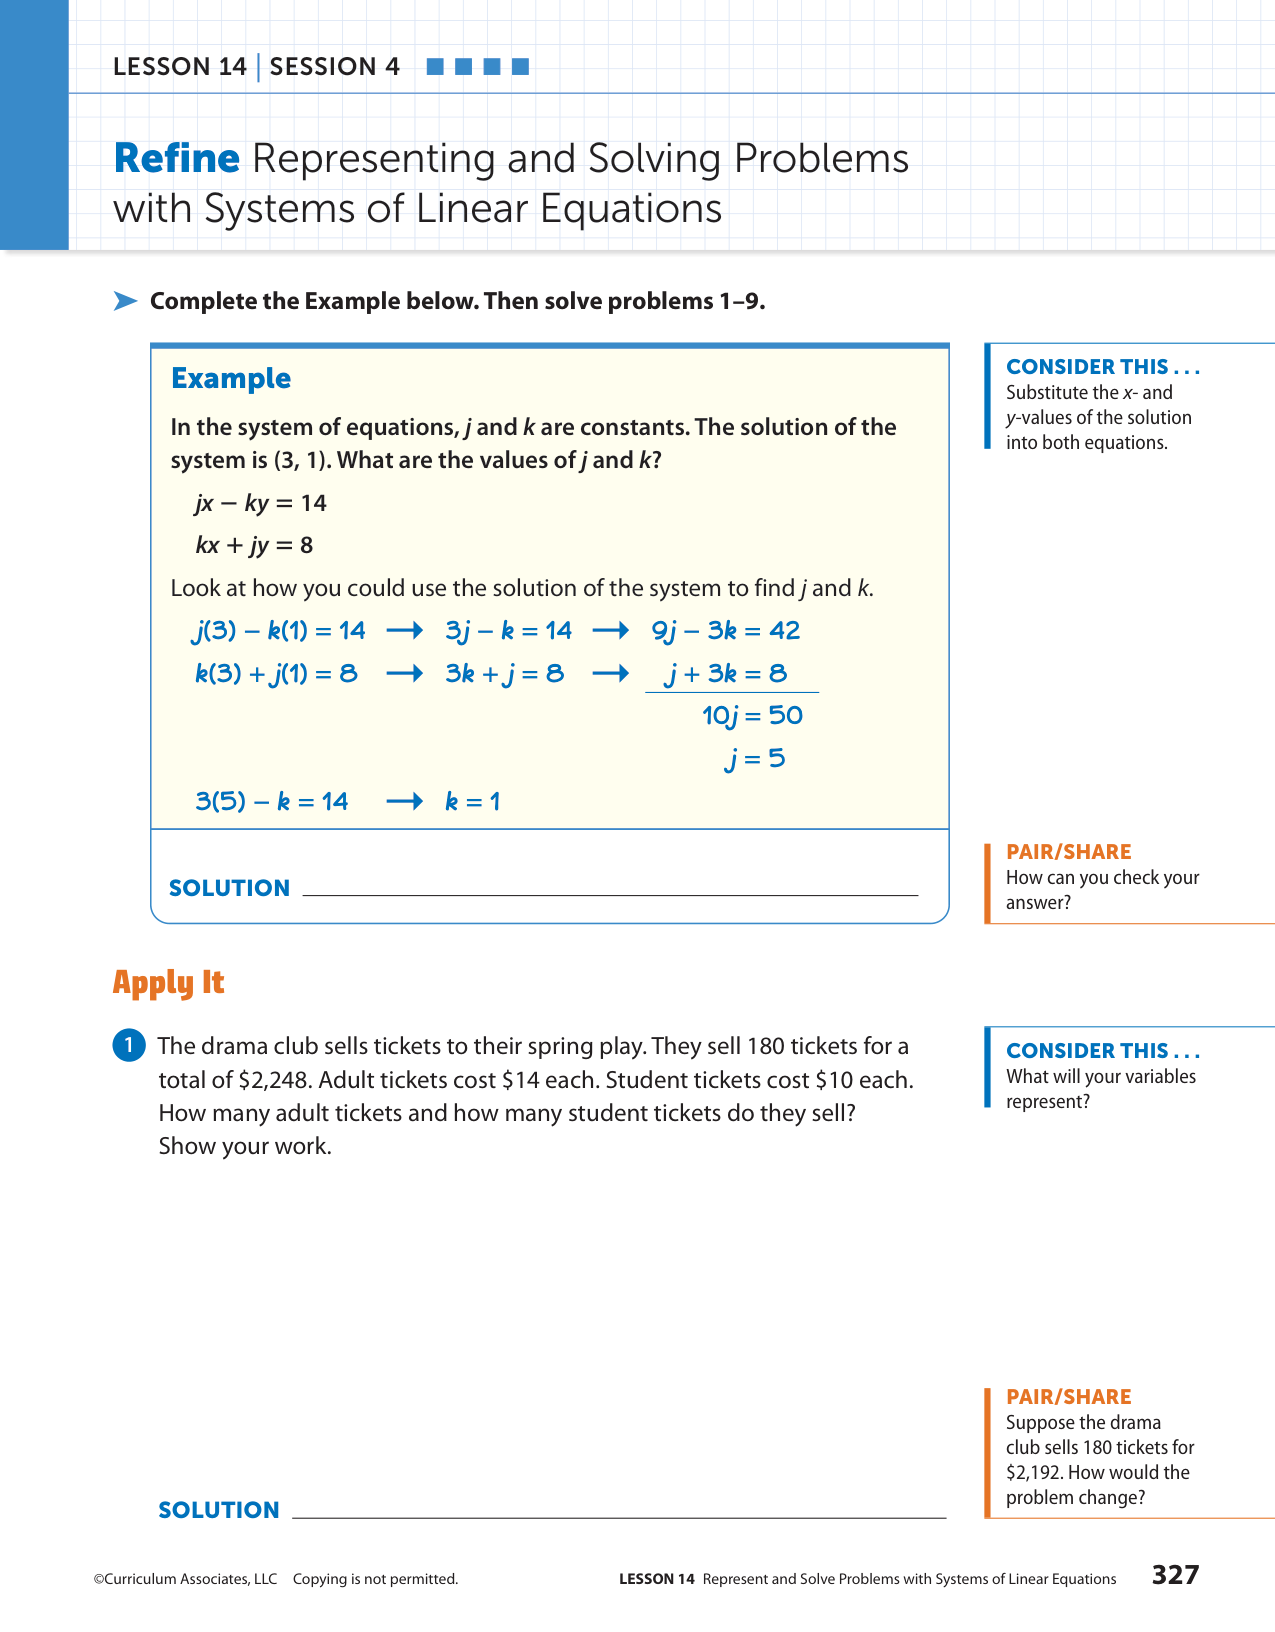 LESSON 14 | SESSION 4
Refine Representing and Solving Problems
with Systems of Linear Equations
Complete the Example below. Then solve problems 1–9.
Example
In the system of equations, j and k are constants. The solution of the
system is (3, 1). What are the values of j and k?
jx − ky = 14
kx + jy = 8
Look at how you could use the solution of the system to find j and k.
j(3) − k(1) = 14 ⟶ 3j − k = 14 ⟶ 9j − 3k = 42
k(3) + j(1) = 8 ⟶ 3k + j = 8 ⟶ j + 3k = 8
10j = 50
j = 5
3(5) − k = 14 ⟶ k = 1
SOLUTION
CONSIDER THIS . . .
Substitute the x- and
y-values of the solution
into both equations.
PAIR/SHARE
How can you check your
answer?
Apply It
1 The drama club sells tickets to their spring play. They sell 180 tickets for a
total of $2,248. Adult tickets cost $14 each. Student tickets cost $10 each.
How many adult tickets and how many student tickets do they sell?
Show your work.
SOLUTION
CONSIDER THIS . . .
What will your variables
represent?
PAIR/SHARE
Suppose the drama
club sells 180 tickets for
$2,192. How would the
problem change?
©Curriculum Associates, LLC Copying is not permitted.
LESSON 14 Represent and Solve Problems with Systems of Linear Equations 327